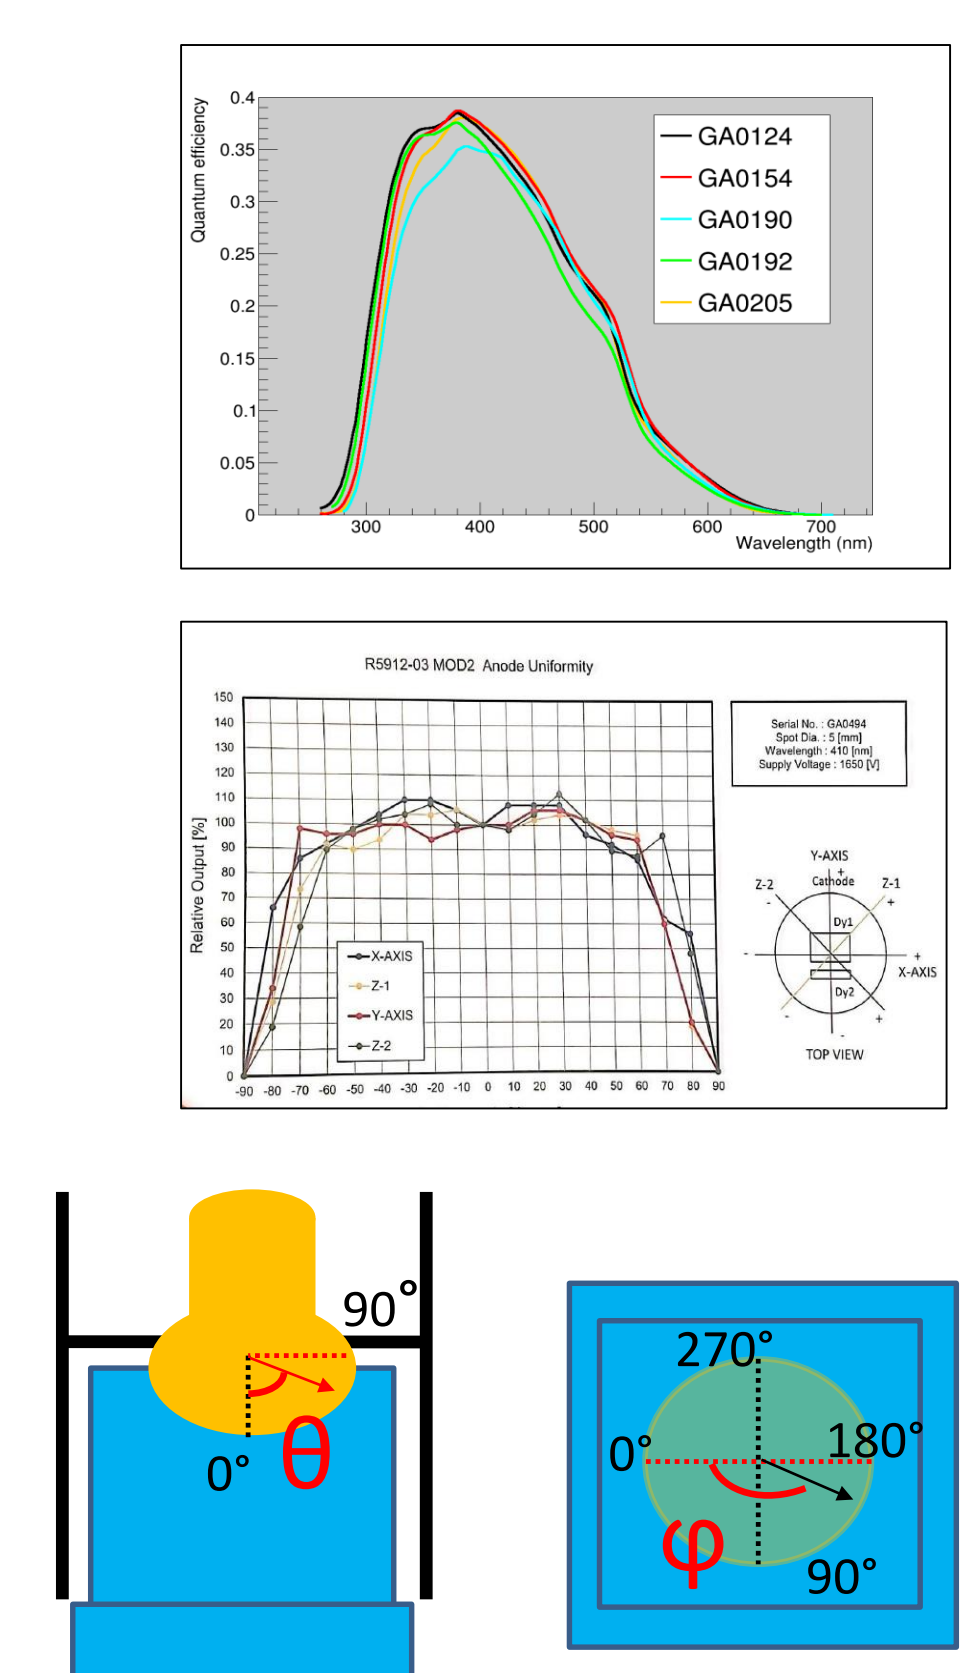 Quantum efficiency
0.4
0.35
0.3
0.25
0.2
0.15
0.1
0.05
0
GA0124
GA0154
GA0190
GA0192
GA0205
300 400 500 600 700
Wavelength (nm)
R5912-03 MOD2 Anode Uniformity
Relative Output [%]
150
140
130
120
110
100
90
80
70
60
50
40
30
20
10
0
X-AXIS
Z-1
Y-AXIS
Z-2
-90 -80 -70 -60 -50 -40 -30 -20 -10 0 10 20 30 40 50 60 70 80 90
Serial No. : GA0494
Spot Dia. : 5 [mm]
Wavelength : 410 [nm]
Supply Voltage : 1650 [V]
Y-AXIS
+
Z-2
Cathode
Z-1
-
+
Dy1
-
+
X-AXIS
Dy2
-
-
+
TOP VIEW
90°
0°
θ
270°
0°
180°
φ
90°